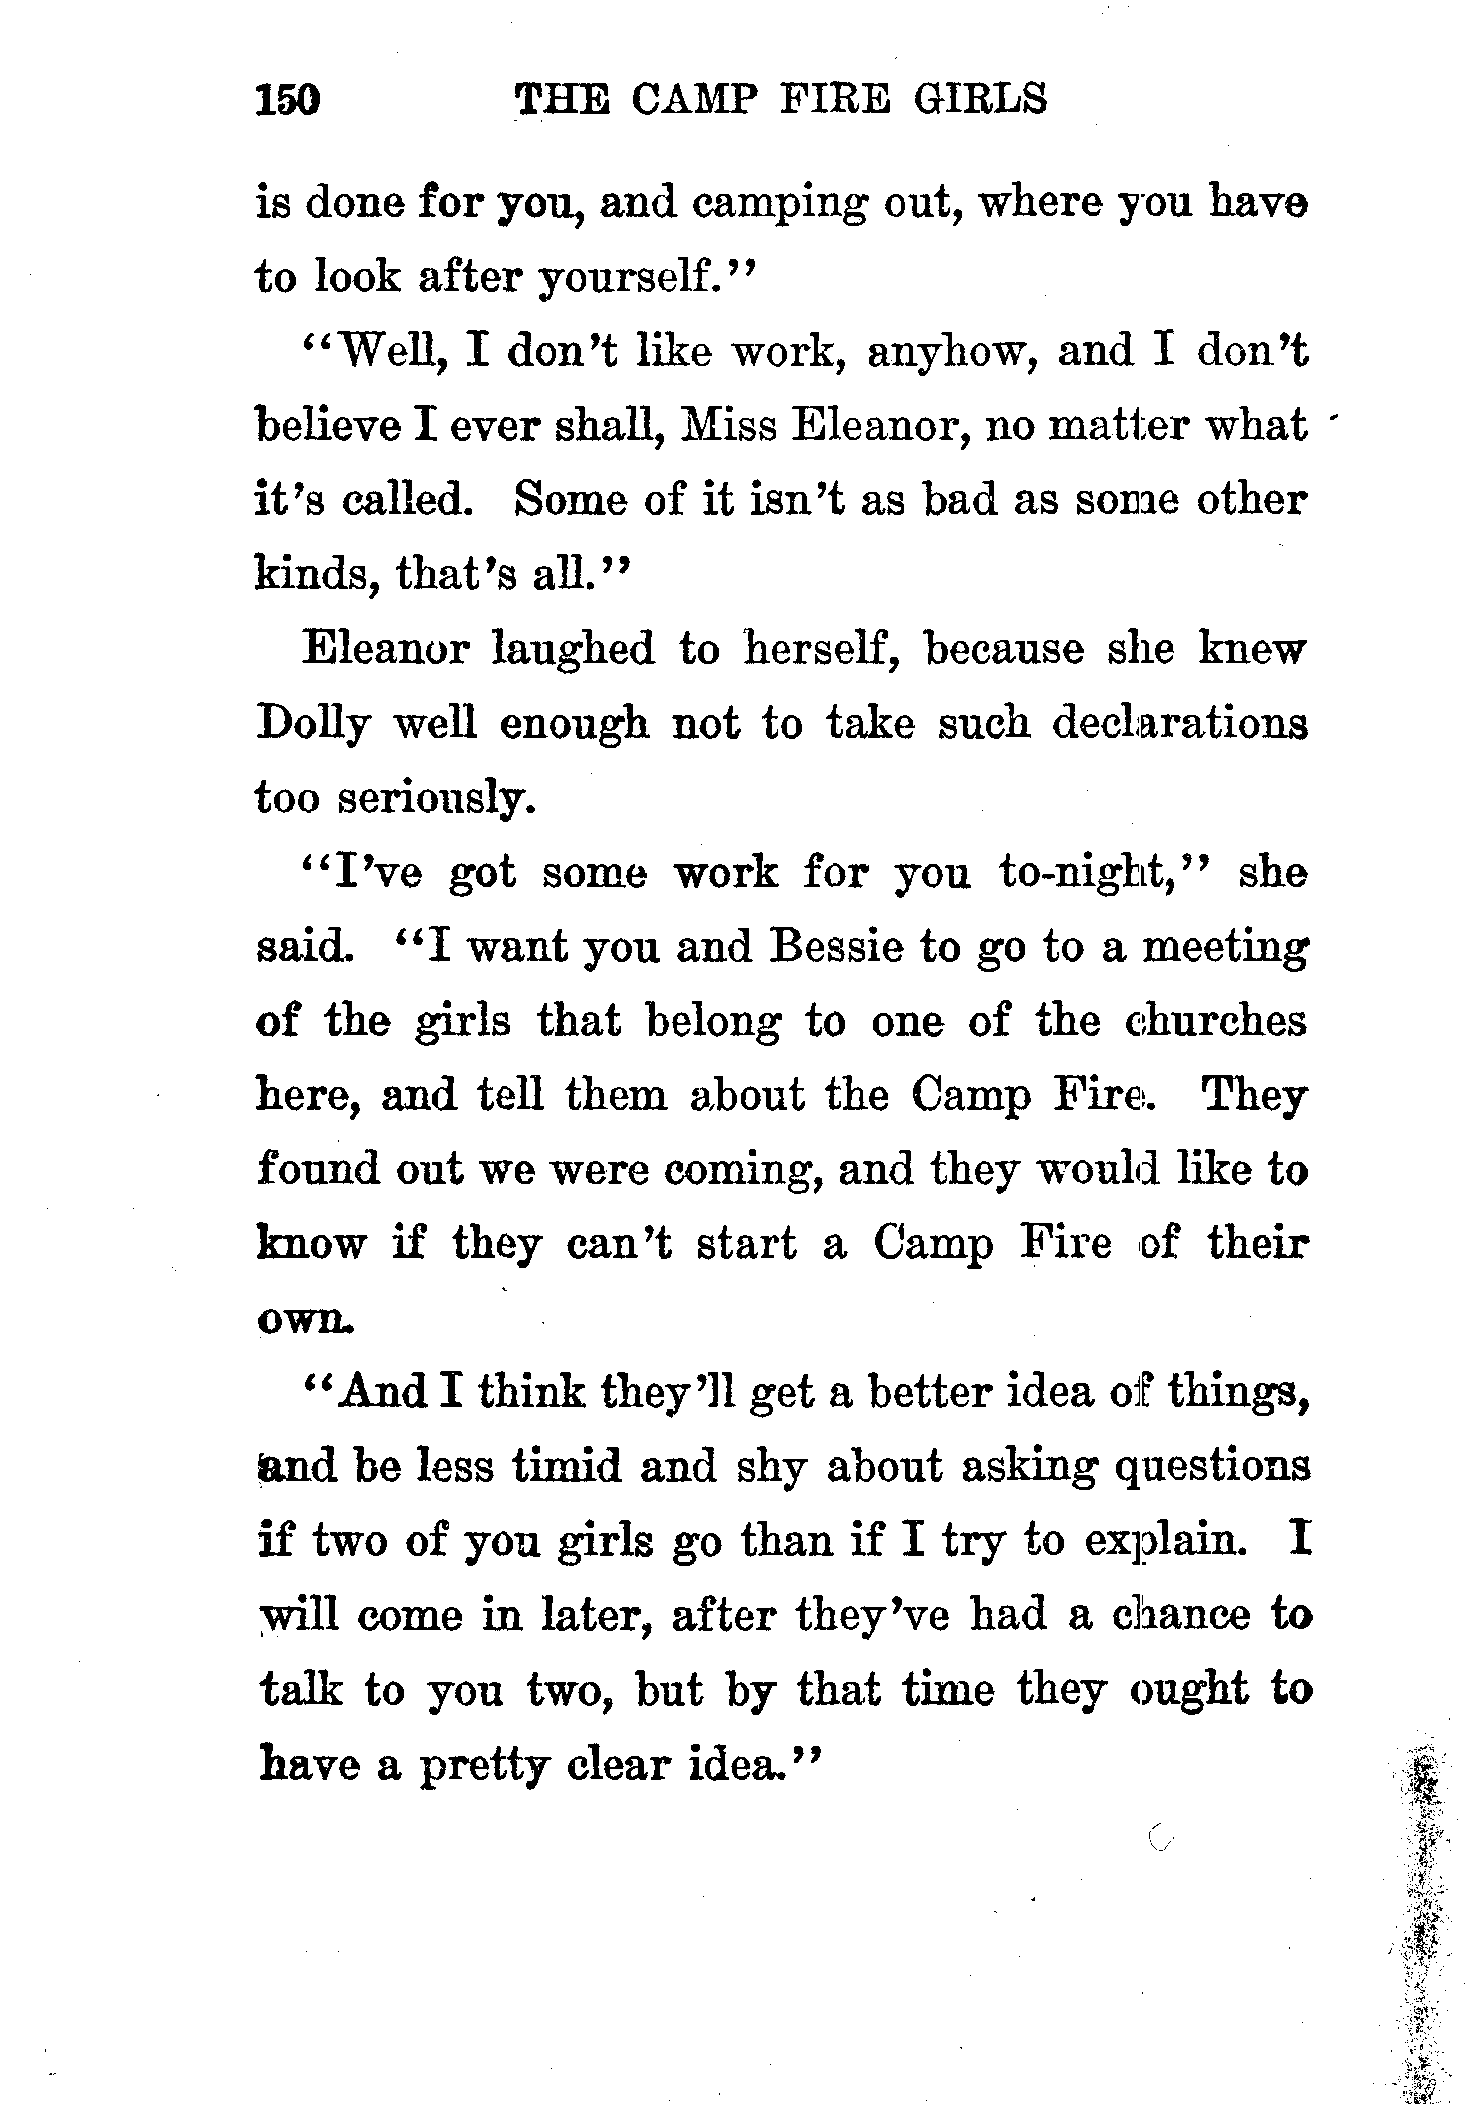 150 THE CAMP FIRE GIRLS
is done for you, and camping out, where you have
to look after yourself."
"Well, I don't like work, anyhow, and I don't
believe I ever shall, Miss Eleanor, no matter what
it's called. Some of it isn't as bad as some other
kinds, that's all."
Eleanor laughed to herself, because she knew
Dolly well enough not to take such declarations
too seriously.
"I've got some work for you to-night," she
said. "I want you and Bessie to go to a meeting
of the girls that belong to one of the churches
here, and tell them about the Camp Fire. They
found out we were coming, and they would like to
know if they can't start a Camp Fire of their
own.
"And I think they'll get a better idea of things,
and be less timid and shy about asking questions
if two of you girls go than if I try to explain. I
will come in later, after they've had a chance to
talk to you two, but by that time they ought to
have a pretty clear idea."